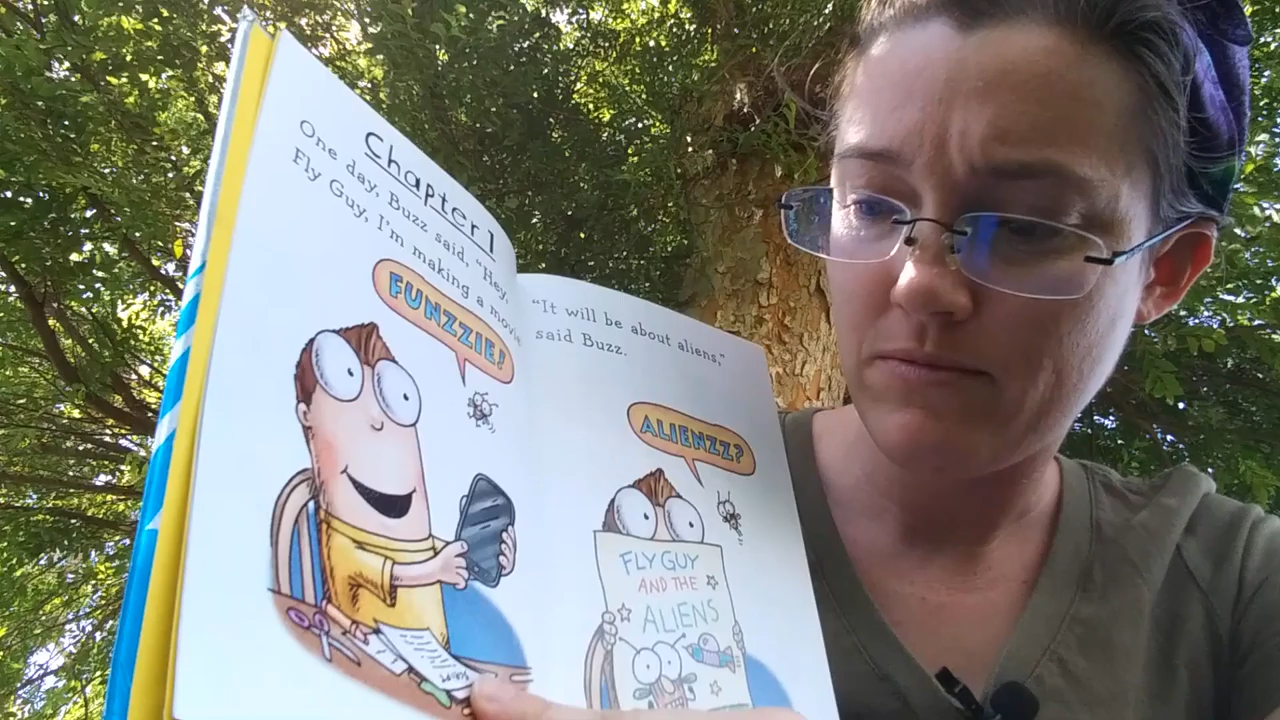 Chapter 1
One day, Buzz said, "Hey,
Fly Guy, I'm making a movie
FUNZZIE!
"It will be about aliens,"
said Buzz.
ALIENZZ?
FLY GUY
AND THE
ALIENS